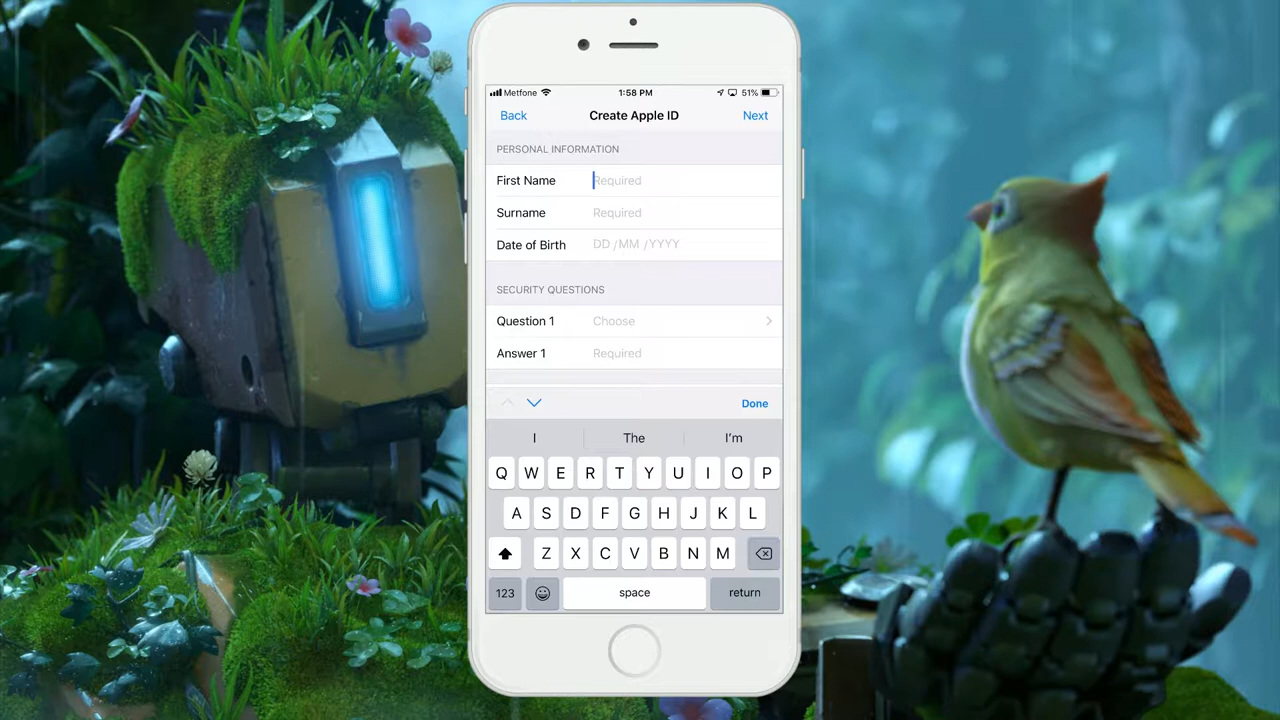 Metfone 1:58 PM 51%
Back Create Apple ID Next
PERSONAL INFORMATION
First Name Required
Surname Required
Date of Birth DD /MM /YYYY
SECURITY QUESTIONS
Question 1 Choose
Answer 1 Required
Done
I The I'm
Q W E R T Y U I O P
A S D F G H J K L
Z X C V B N M
123 space return